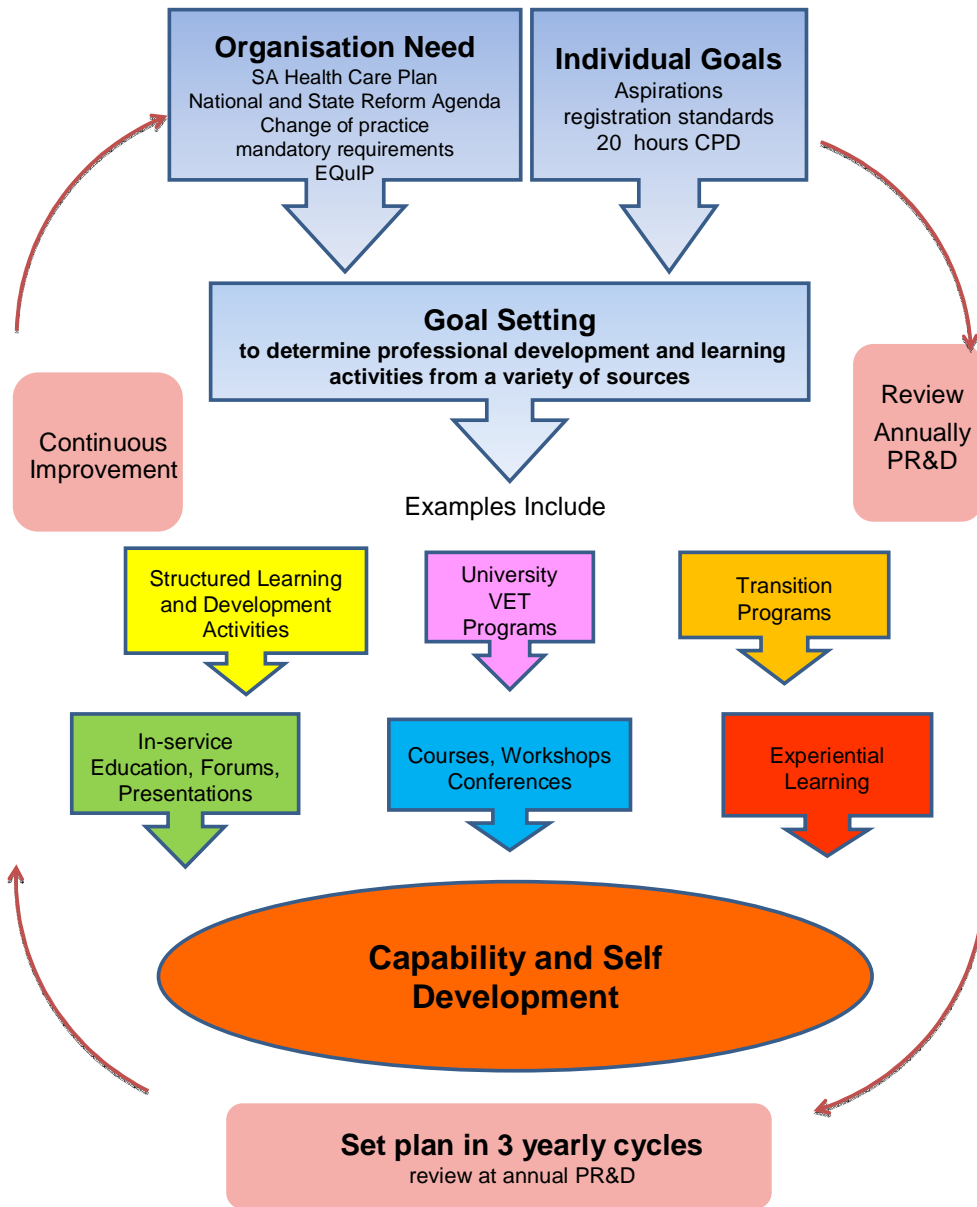 Organisation Need
SA Health Care Plan
National and State Reform Agenda
Change of practice
mandatory requirements
EQuIP
Individual Goals
Aspirations
registration standards
20 hours CPD
Goal Setting
to determine professional development and learning
activities from a variety of sources
Continuous
Improvement
Review
Annually
PR&D
Examples Include
Structured Learning
and Development
Activities
University
VET
Programs
Transition
Programs
In-service
Education, Forums,
Presentations
Courses, Workshops
Conferences
Experiential
Learning
Capability and Self
Development
Set plan in 3 yearly cycles
review at annual PR&D